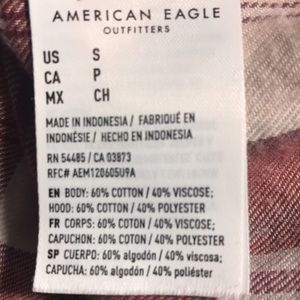 AMERICAN EAGLE
OUTFITTERS
US S
CA P
MX CH
MADE IN INDONESIA / FABRIQUÉ EN
INDONÉSIE / HECHO EN INDONESIA
RN 54485 / CA 03873
RFC# AEM12060SU9A
EN BODY: 60% COTTON / 40% VISCOSE;
HOOD: 60% COTTON / 40% POLYESTER
FR CORPS: 60% COTON / 40% VISCOSE;
CAPUCHON: 60% COTON / 40% POLYESTER
SP CUERPO: 60% algodón / 40% viscosa;
CAPUCHA: 60% algodón / 40% poliéster